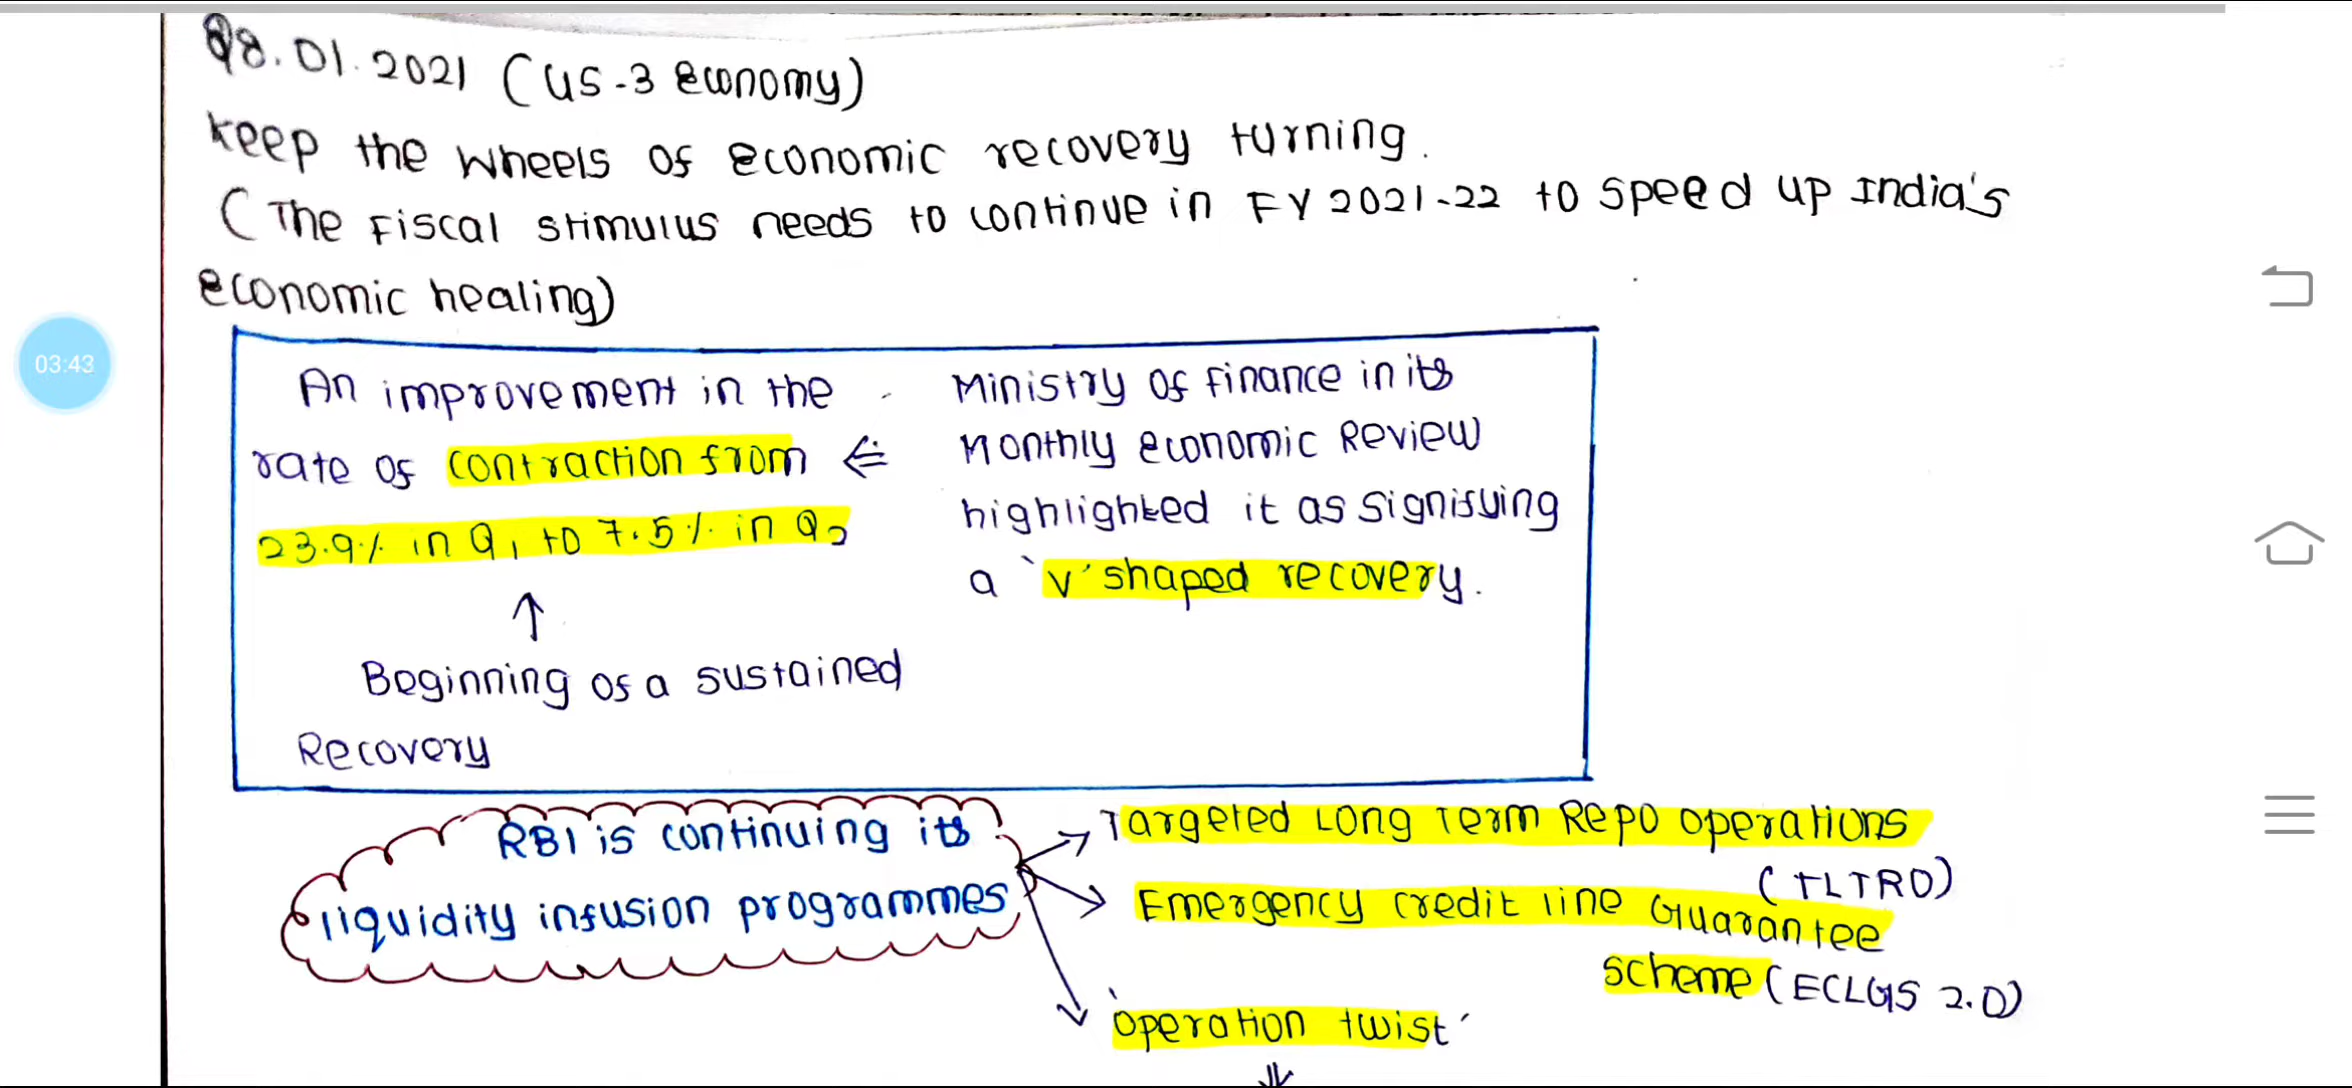 08.01.2021 (GS-3 economy)
Keep the wheels of economic recovery turning.
(The Fiscal stimulus needs to continue in FY 2021-22 to speed up India's
economic healing)
03:43
An improvement in the
rate of contraction from ⇐
23.9% in Q1 to 7.5% in Q2
↑
Beginning of a sustained
Recovery
Ministry of Finance in its
Monthly economic Review
highlighted it as signifying
a 'v' shaped recovery.
RBI is continuing its
liquidity infusion programmes
Targeted Long Term Repo operations
(TLTRO)
Emergency credit line Guarantee
scheme (ECLGS 2.0)
'operation twist'